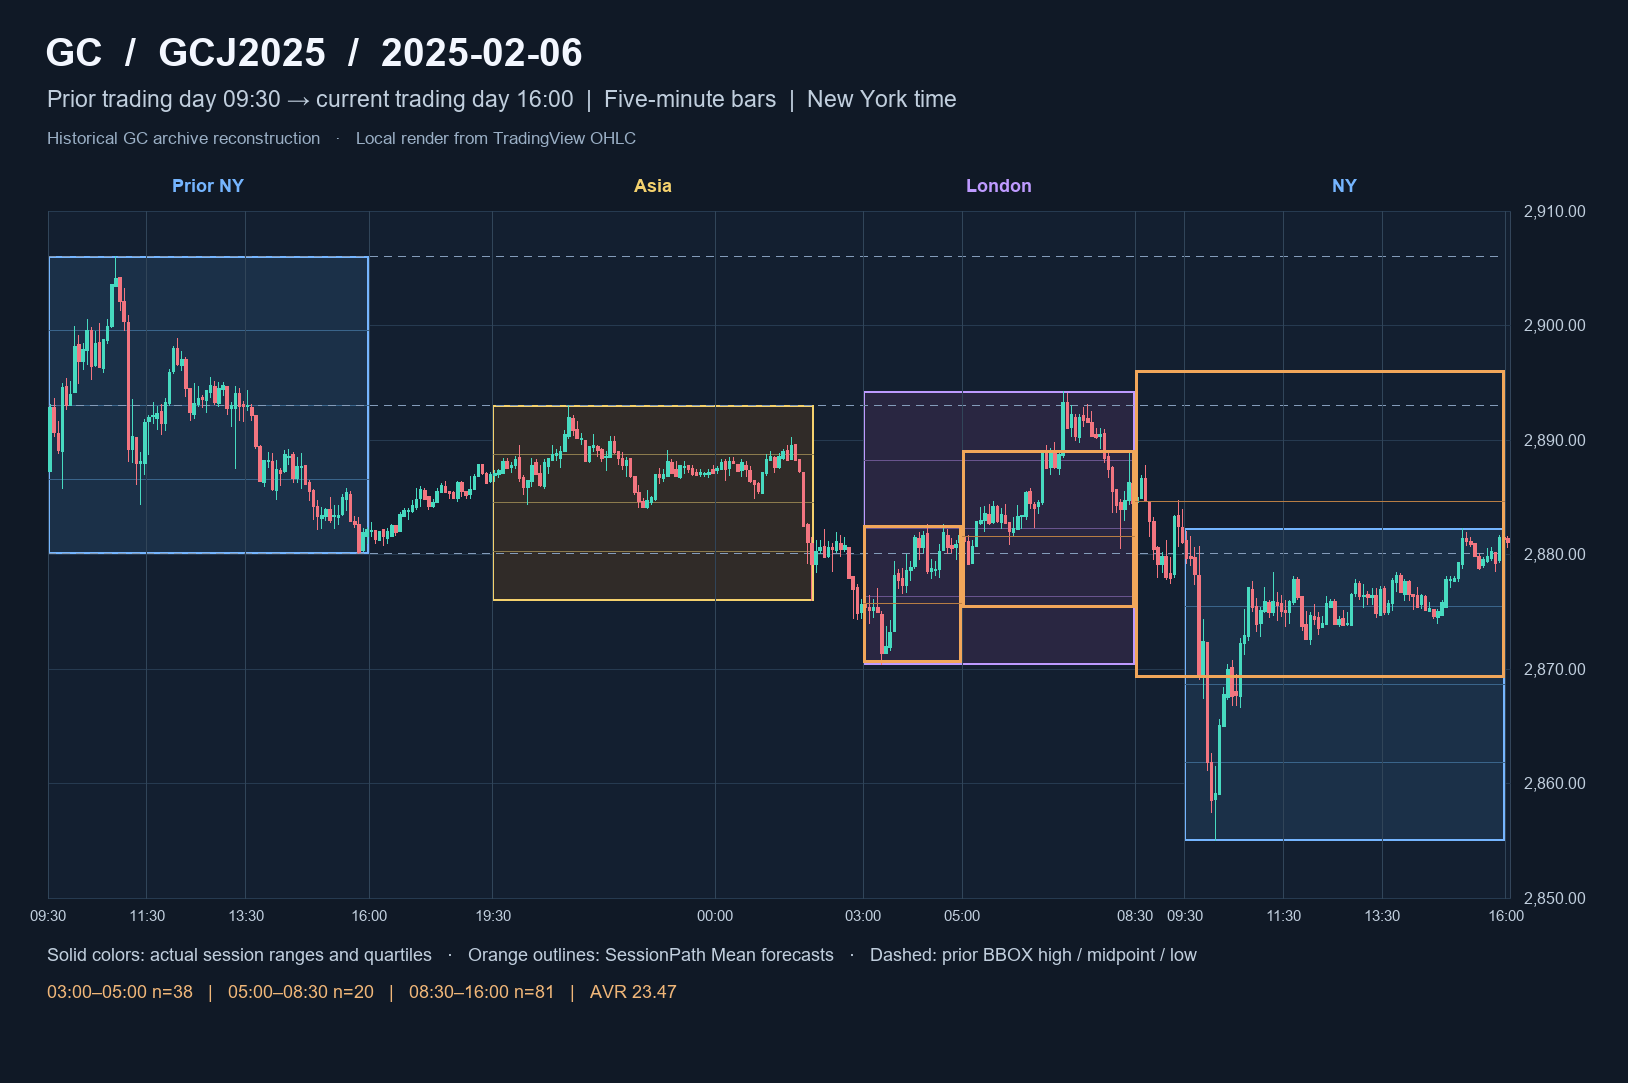 GC / GCJ2025 / 2025-02-06
Prior trading day 09:30 → current trading day 16:00 | Five-minute bars | New York time
Historical GC archive reconstruction · Local render from TradingView OHLC
Prior NY
Asia
London
NY
2,910.00
2,900.00
2,890.00
2,880.00
2,870.00
2,860.00
2,850.00
09:30
11:30
13:30
16:00
19:30
00:00
03:00
05:00
08:30
09:30
11:30
13:30
16:00
Solid colors: actual session ranges and quartiles · Orange outlines: SessionPath Mean forecasts · Dashed: prior BBOX high / midpoint / low
03:00–05:00 n=38 | 05:00–08:30 n=20 | 08:30–16:00 n=81 | AVR 23.47